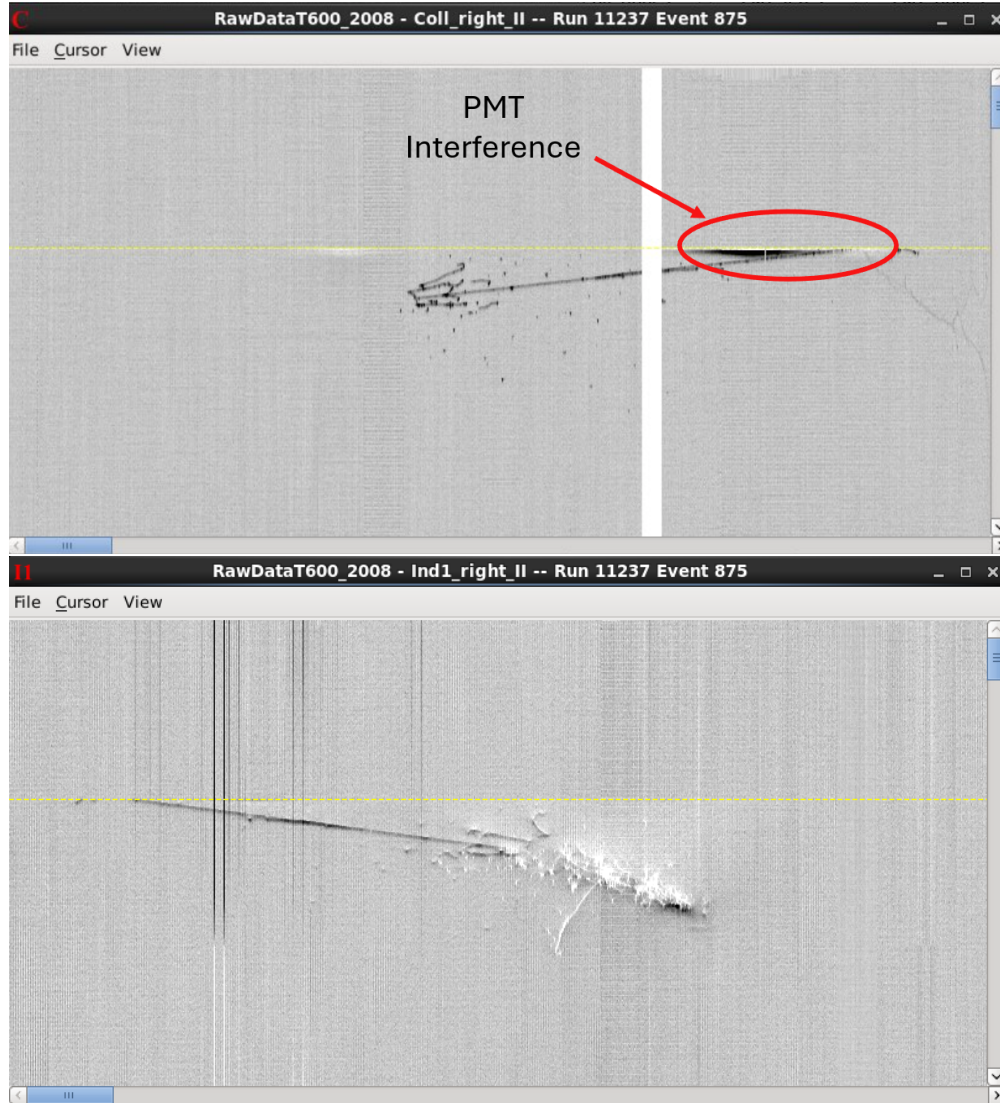 C RawDataT600_2008 - Coll_right_II -- Run 11237 Event 875
File Cursor View
PMT
Interference
I1 RawDataT600_2008 - Ind1_right_II -- Run 11237 Event 875
File Cursor View